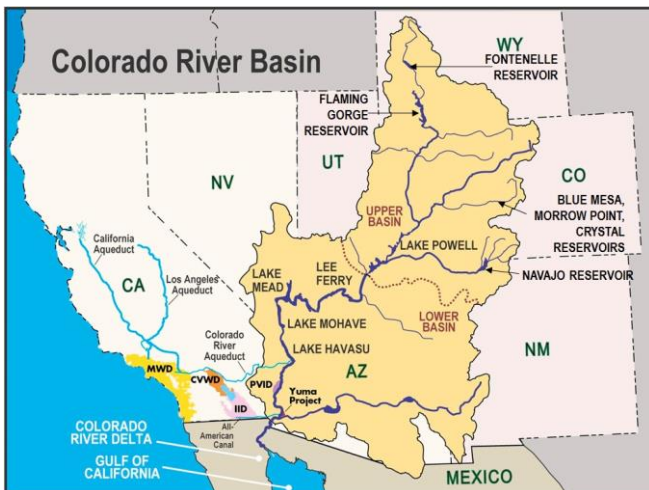 Colorado River Basin
WY
FONTENELLE
RESERVOIR
FLAMING
GORGE
RESERVOIR
UT
NV
CO
UPPER
BASIN
BLUE MESA,
MORROW POINT,
CRYSTAL
RESERVOIRS
California
Aqueduct
LAKE POWELL
LAKE
MEAD
LEE
FERRY
NAVAJO RESERVOIR
Los Angeles
Aqueduct
CA
LOWER
BASIN
Colorado
River
Aqueduct
LAKE MOHAVE
LAKE HAVASU
NM
MWD
CVWD
PVID
AZ
IID
Yuma
Project
All-
American
Canal
COLORADO
RIVER DELTA
GULF OF
CALIFORNIA
MEXICO